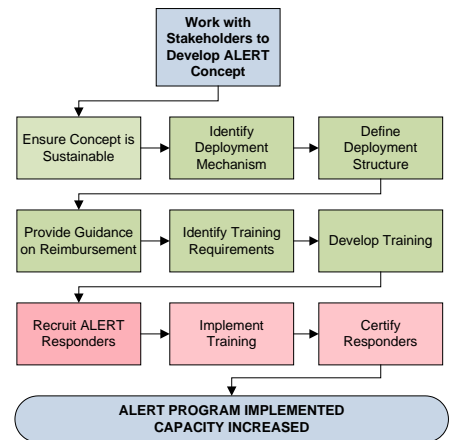 Work with
Stakeholders to
Develop ALERT
Concept
Ensure Concept is
Sustainable
Identify
Deployment
Mechanism
Define
Deployment
Structure
Provide Guidance
on Reimbursement
Identify Training
Requirements
Develop Training
Recruit ALERT
Responders
Implement
Training
Certify
Responders
ALERT PROGRAM IMPLEMENTED
CAPACITY INCREASED